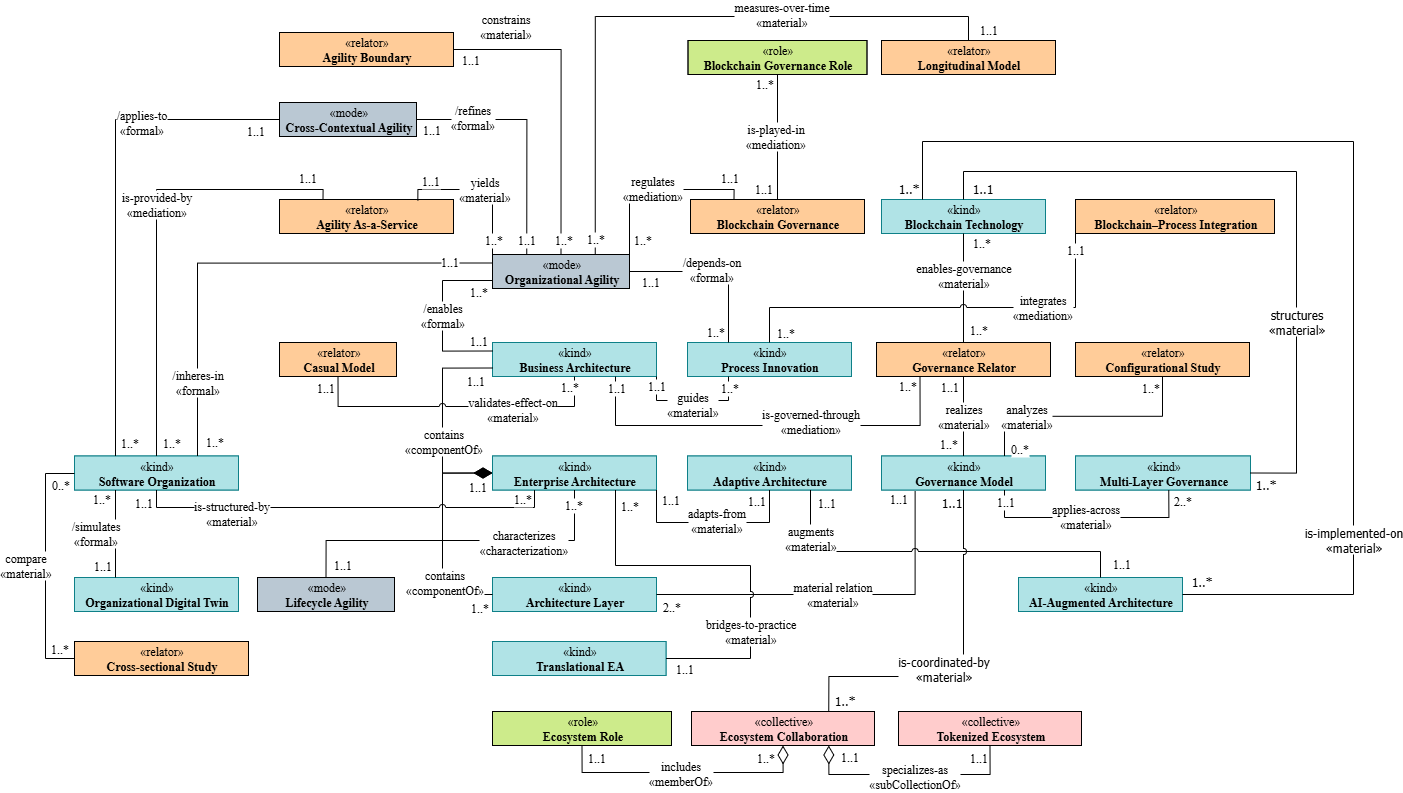 measures-over-time
«material»
1..1
constrains
«material»
«relator»
Agility Boundary
1..1
«role»
Blockchain Governance Role
1..*
«relator»
Longitudinal Model
/applies-to
«formal»
1..1
«mode»
Cross-Contextual Agility
1..1
/refines
«formal»
is-played-in
«mediation»
is-provided-by
«mediation»
1..1
1..1
yields
«material»
regulates
«mediation»
1..1
1..1
1..*
1..1
«relator»
Agility As-a-Service
«relator»
Blockchain Governance
«kind»
Blockchain Technology
«relator»
Blockchain–Process Integration
1..*
1..1
1..*
1..*
1..*
1..*
1..1
1..1
«mode»
Organizational Agility
1..1
/depends-on
«formal»
enables-governance
«material»
1..*
/enables
«formal»
integrates
«mediation»
structures
«material»
1..1
1..*
1..*
1..*
«relator»
Casual Model
«kind»
Business Architecture
«kind»
Process Innovation
«relator»
Governance Relator
«relator»
Configurational Study
/inheres-in
«formal»
1..1
1..1
1..*
1..1
1..1
1..*
1..*
1..1
1..*
validates-effect-on
«material»
guides
«material»
is-governed-through
«mediation»
realizes
«material»
analyzes
«material»
contains
«componentOf»
1..*
1..*
1..*
1..*
0..*
«kind»
Software Organization
«kind»
Enterprise Architecture
«kind»
Adaptive Architecture
«kind»
Governance Model
«kind»
Multi-Layer Governance
0..*
1..1
1..*
1..*
1..1
1..*
1..*
1..*
1..1
1..1
1..1
1..1
1..1
1..1
2..*
is-structured-by
«material»
adapts-from
«material»
applies-across
«material»
/simulates
«formal»
characterizes
«characterization»
augments
«material»
is-implemented-on
«material»
compare
«material»
1..1
1..1
1..1
contains
«componentOf»
1..*
«kind»
Organizational Digital Twin
«mode»
Lifecycle Agility
«kind»
Architecture Layer
material relation
«material»
«kind»
AI-Augmented Architecture
1..*
2..*
bridges-to-practice
«material»
1..*
«relator»
Cross-sectional Study
«kind»
Translational EA
1..1
is-coordinated-by
«material»
1..*
«role»
Ecosystem Role
«collective»
Ecosystem Collaboration
«collective»
Tokenized Ecosystem
1..1
1..*
1..1
1..1
includes
«memberOf»
specializes-as
«subCollectionOf»